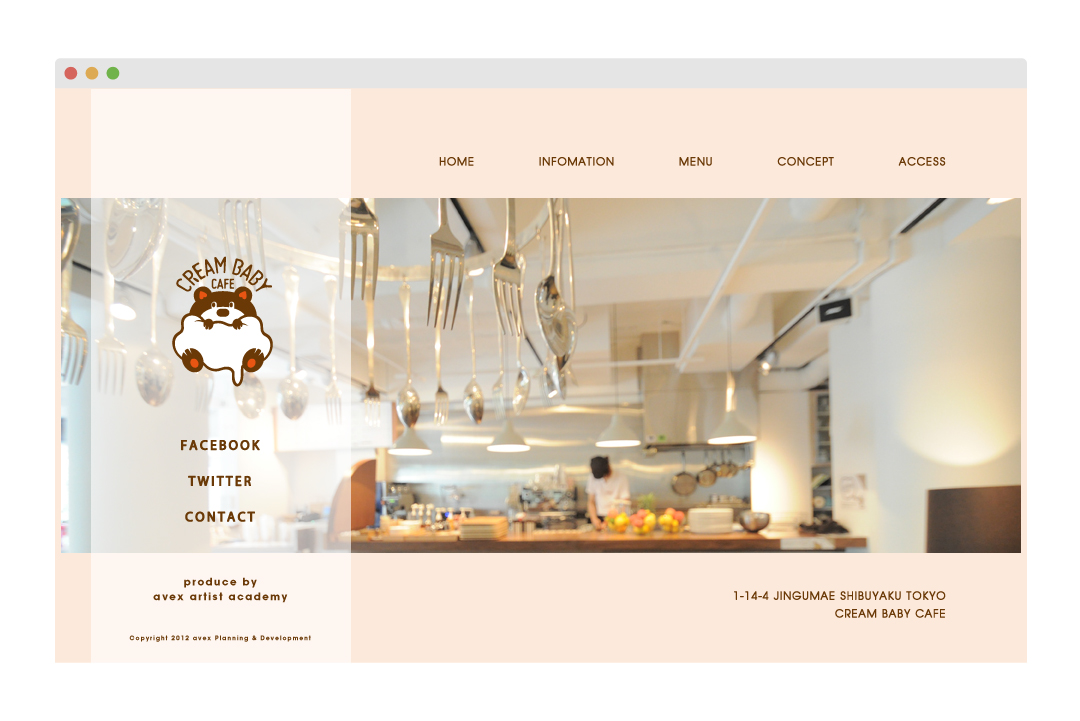 HOME INFOMATION MENU CONCEPT ACCESS
CREAM BABY
CAFE
FACEBOOK
TWITTER
CONTACT
produce by
avex artist academy
Copyright 2012 avex Planning & Development
1-14-4 JINGUMAE SHIBUYAKU TOKYO
CREAM BABY CAFE